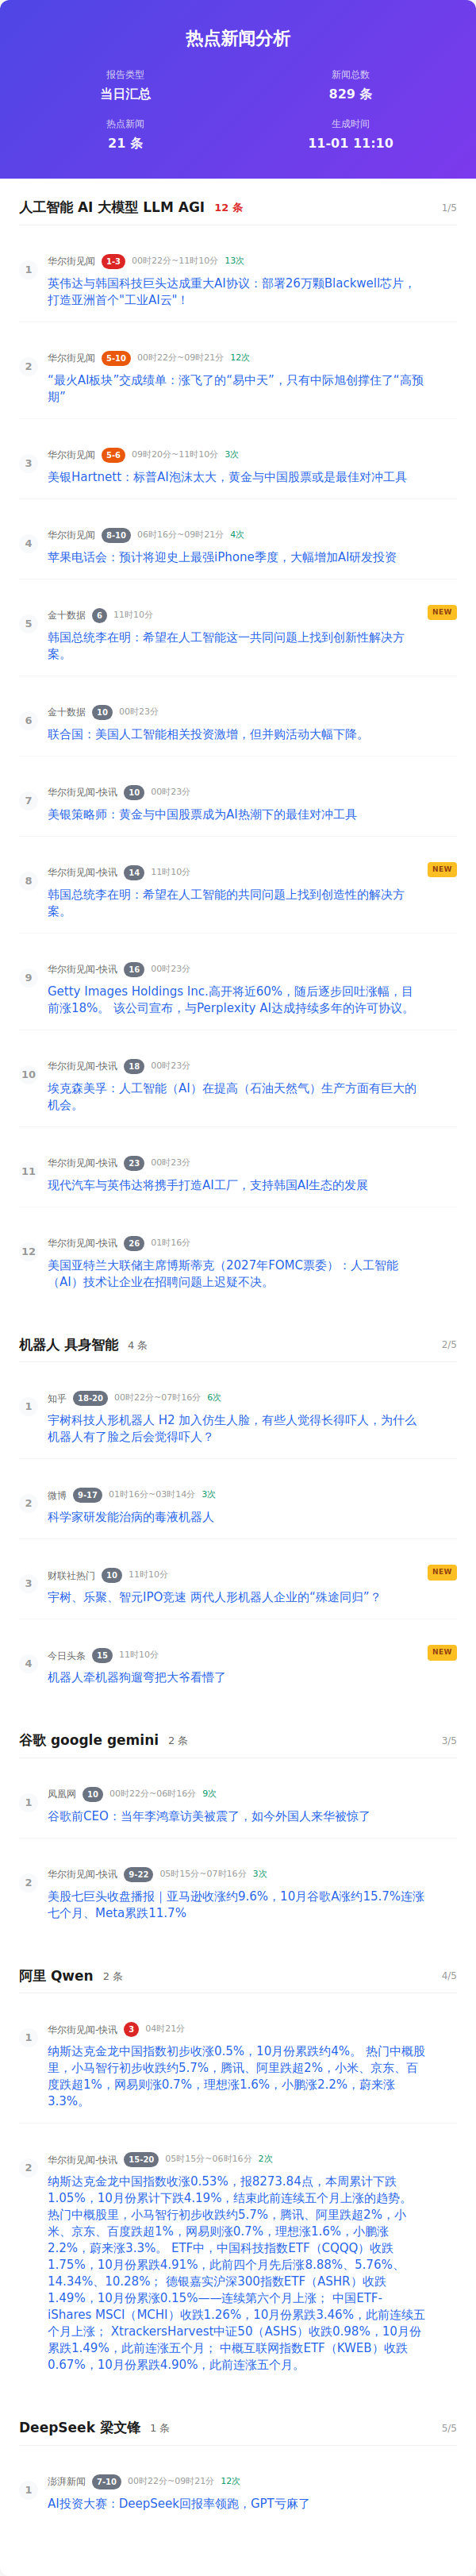 热点新闻分析
报告类型
新闻总数
当日汇总
829 条
热点新闻
生成时间
21 条
11-01 11:10
人工智能 AI 大模型 LLM AGI 12 条 1/5
1
华尔街见闻 1-3 00时22分~11时10分 13次
英伟达与韩国科技巨头达成重大AI协议：部署26万颗Blackwell芯片，
打造亚洲首个"工业AI云"！
2
华尔街见闻 5-10 00时22分~09时21分 12次
“最火AI板块”交成绩单：涨飞了的“易中天”，只有中际旭创撑住了“高预
期”
3
华尔街见闻 5-6 09时20分~11时10分 3次
美银Hartnett：标普AI泡沫太大，黄金与中国股票或是最佳对冲工具
4
华尔街见闻 8-10 06时16分~09时21分 4次
苹果电话会：预计将迎史上最强iPhone季度，大幅增加AI研发投资
5
金十数据 6 11时10分 NEW
韩国总统李在明：希望在人工智能这一共同问题上找到创新性解决方
案。
6
金十数据 10 00时23分
联合国：美国人工智能相关投资激增，但并购活动大幅下降。
7
华尔街见闻-快讯 10 00时23分
美银策略师：黄金与中国股票成为AI热潮下的最佳对冲工具
8
华尔街见闻-快讯 14 11时10分 NEW
韩国总统李在明：希望在人工智能的共同问题上找到创造性的解决方
案。
9
华尔街见闻-快讯 16 00时23分
Getty Images Holdings Inc.高开将近60%，随后逐步回吐涨幅，目
前涨18%。 该公司宣布，与Perplexity AI达成持续多年的许可协议。
10
华尔街见闻-快讯 18 00时23分
埃克森美孚：人工智能（AI）在提高（石油天然气）生产方面有巨大的
机会。
11
华尔街见闻-快讯 23 00时23分
现代汽车与英伟达将携手打造AI工厂，支持韩国AI生态的发展
12
华尔街见闻-快讯 26 01时16分
美国亚特兰大联储主席博斯蒂克（2027年FOMC票委）：人工智能
（AI）技术让企业在招聘问题上迟疑不决。
机器人 具身智能 4 条 2/5
1
知乎 18-20 00时22分~07时16分 6次
宇树科技人形机器人 H2 加入仿生人脸，有些人觉得长得吓人，为什么
机器人有了脸之后会觉得吓人？
2
微博 9-17 01时16分~03时14分 3次
科学家研发能治病的毒液机器人
3
财联社热门 10 11时10分 NEW
宇树、乐聚、智元IPO竞速 两代人形机器人企业的“殊途同归”？
4
今日头条 15 11时10分 NEW
机器人牵机器狗遛弯把大爷看懵了
谷歌 google gemini 2 条 3/5
1
凤凰网 10 00时22分~06时16分 9次
谷歌前CEO：当年李鸿章访美被震了，如今外国人来华被惊了
2
华尔街见闻-快讯 9-22 05时15分~07时16分 3次
美股七巨头收盘播报｜亚马逊收涨约9.6%，10月谷歌A涨约15.7%连涨
七个月、Meta累跌11.7%
阿里 Qwen 2 条 4/5
1
华尔街见闻-快讯 3 04时21分
纳斯达克金龙中国指数初步收涨0.5%，10月份累跌约4%。 热门中概股
里，小马智行初步收跌约5.7%，腾讯、阿里跌超2%，小米、京东、百
度跌超1%，网易则涨0.7%，理想涨1.6%，小鹏涨2.2%，蔚来涨
3.3%。
2
华尔街见闻-快讯 15-20 05时15分~06时16分 2次
纳斯达克金龙中国指数收涨0.53%，报8273.84点，本周累计下跌
1.05%，10月份累计下跌4.19%，结束此前连续五个月上涨的趋势。
热门中概股里，小马智行初步收跌约5.7%，腾讯、阿里跌超2%，小
米、京东、百度跌超1%，网易则涨0.7%，理想涨1.6%，小鹏涨
2.2%，蔚来涨3.3%。 ETF中，中国科技指数ETF（CQQQ）收跌
1.75%，10月份累跌4.91%，此前四个月先后涨8.88%、5.76%、
14.34%、10.28%； 德银嘉实沪深300指数ETF（ASHR）收跌
1.49%，10月份累涨0.15%——连续第六个月上涨； 中国ETF-
iShares MSCI（MCHI）收跌1.26%，10月份累跌3.46%，此前连续五
个月上涨； XtrackersHarvest中证50（ASHS）收跌0.98%，10月份
累跌1.49%，此前连涨五个月； 中概互联网指数ETF（KWEB）收跌
0.67%，10月份累跌4.90%，此前连涨五个月。
DeepSeek 梁文锋 1 条 5/5
1
澎湃新闻 7-10 00时22分~09时21分 12次
AI投资大赛：DeepSeek回报率领跑，GPT亏麻了